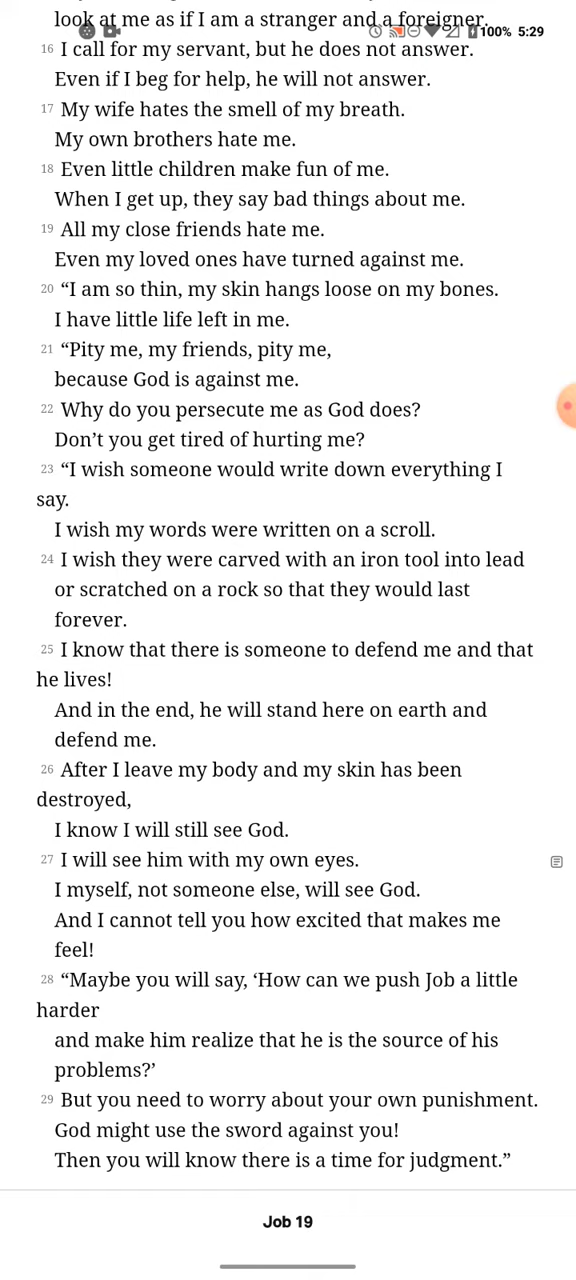 look at me as if I am a stranger and a foreigner.
100% 5:29
16 I call for my servant, but he does not answer.
Even if I beg for help, he will not answer.
17 My wife hates the smell of my breath.
My own brothers hate me.
18 Even little children make fun of me.
When I get up, they say bad things about me.
19 All my close friends hate me.
Even my loved ones have turned against me.
20 “I am so thin, my skin hangs loose on my bones.
I have little life left in me.
21 “Pity me, my friends, pity me,
because God is against me.
22 Why do you persecute me as God does?
Don’t you get tired of hurting me?
23 “I wish someone would write down everything I
say.
I wish my words were written on a scroll.
24 I wish they were carved with an iron tool into lead
or scratched on a rock so that they would last
forever.
25 I know that there is someone to defend me and that
he lives!
And in the end, he will stand here on earth and
defend me.
26 After I leave my body and my skin has been
destroyed,
I know I will still see God.
27 I will see him with my own eyes.
I myself, not someone else, will see God.
And I cannot tell you how excited that makes me
feel!
28 “Maybe you will say, ‘How can we push Job a little
harder
and make him realize that he is the source of his
problems?’
29 But you need to worry about your own punishment.
God might use the sword against you!
Then you will know there is a time for judgment.”
Job 19